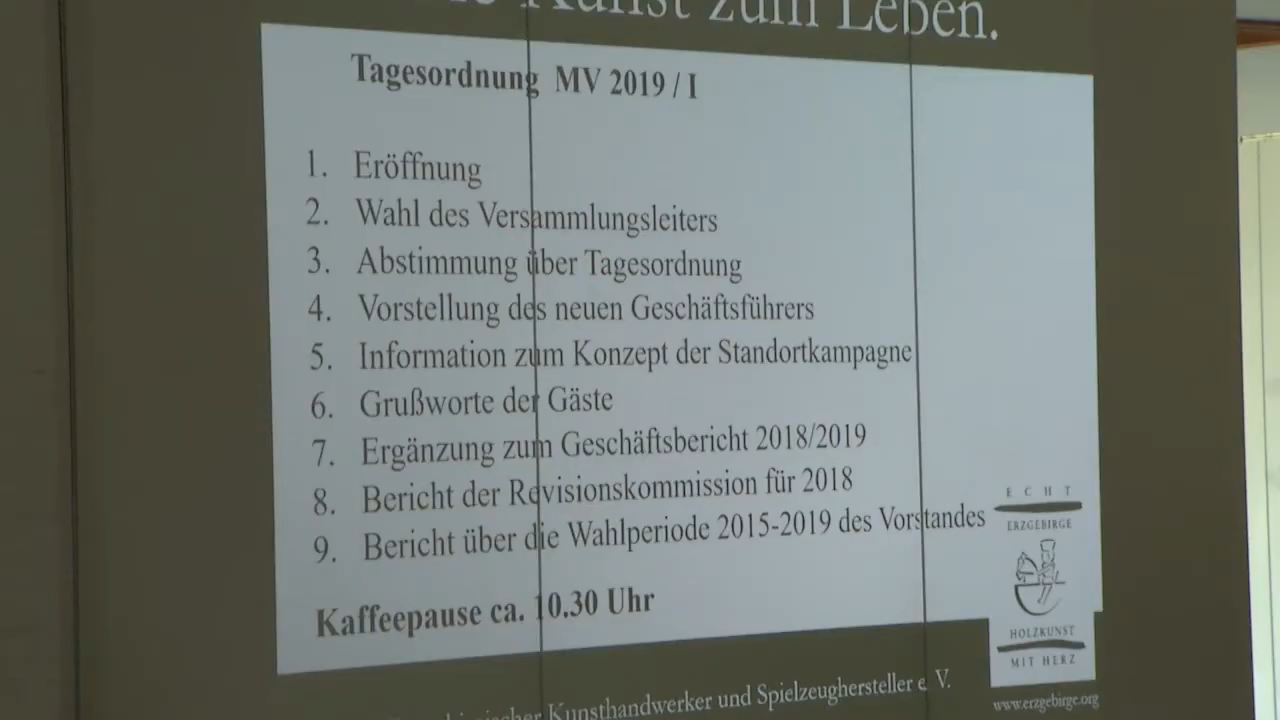 Kunst zum Leben.
Tagesordnung MV 2019 / I
1. Eröffnung
2. Wahl des Versammlungsleiters
3. Abstimmung über Tagesordnung
4. Vorstellung des neuen Geschäftsführers
5. Information zum Konzept der Standortkampagne
6. Grußworte der Gäste
7. Ergänzung zum Geschäftsbericht 2018/2019
8. Bericht der Revisionskommission für 2018
9. Bericht über die Wahlperiode 2015-2019 des Vorstandes
Kaffeepause ca. 10.30 Uhr
ECHT
ERZGEBIRGE
HOLZKUNST
MIT HERZ
Kunsthandwerker und Spielzeughersteller e. V.
www.erzgebirge.org